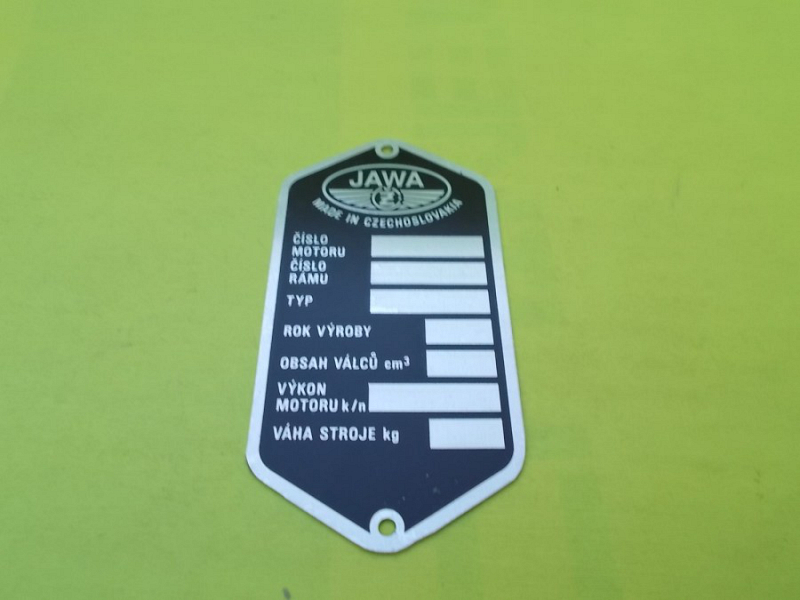 JAWA
MADE IN CZECHOSLOVAKIA
ČÍSLO
MOTORU
ČÍSLO
RÁMU
TYP
ROK VÝROBY
OBSAH VÁLCŮ cm³
VÝKON
MOTORU k/n
VÁHA STROJE kg